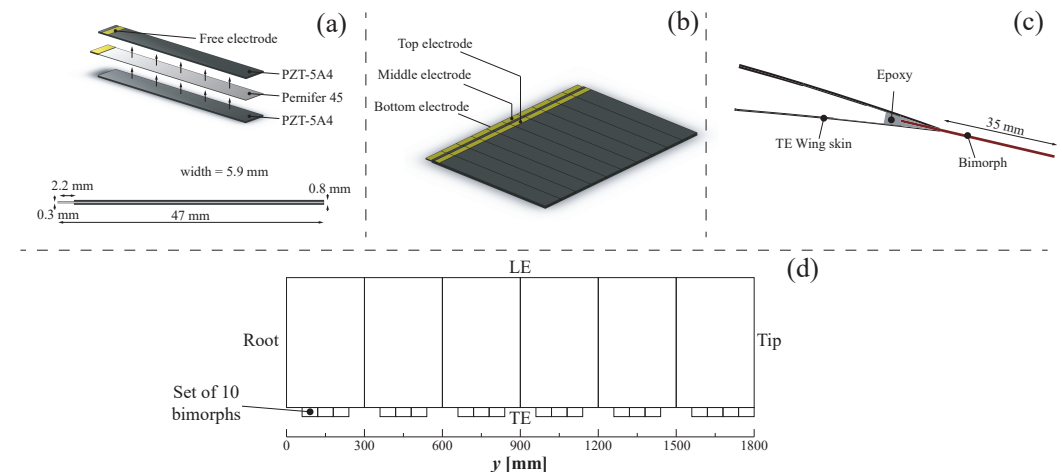 (a)
Free electrode
PZT-5A4
Pernifer 45
PZT-5A4
width = 5.9 mm
2.2 mm
0.8 mm
0.3 mm
47 mm
(b)
Top electrode
Middle electrode
Bottom electrode
(c)
Epoxy
35 mm
TE Wing skin
Bimorph
(d)
LE
Root
Tip
Set of 10
bimorphs
TE
0 300 600 900 1200 1500 1800
y [mm]